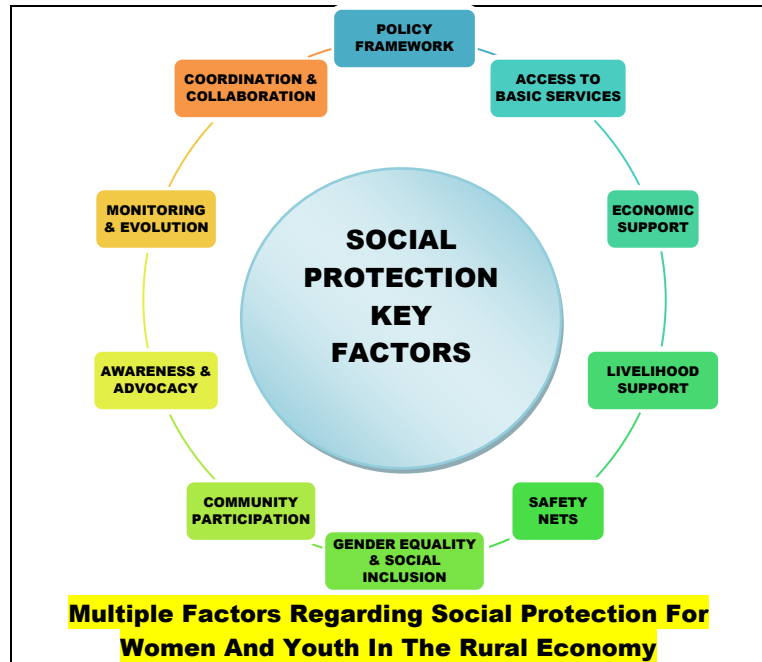 POLICY
FRAMEWORK
ACCESS TO
BASIC SERVICES
ECONOMIC
SUPPORT
LIVELIHOOD
SUPPORT
SAFETY
NETS
GENDER EQUALITY
& SOCIAL
INCLUSION
COMMUNITY
PARTICIPATION
AWARENESS &
ADVOCACY
MONITORING
& EVOLUTION
COORDINATION &
COLLABORATION
SOCIAL
PROTECTION
KEY
FACTORS
Multiple Factors Regarding Social Protection For
Women And Youth In The Rural Economy